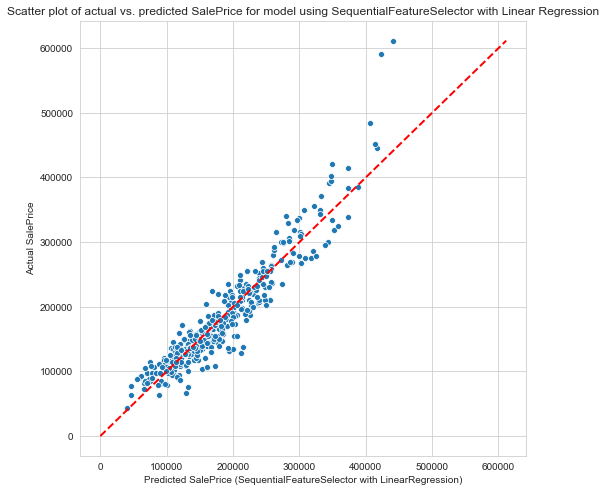 Scatter plot of actual vs. predicted SalePrice for model using SequentialFeatureSelector with Linear Regression
600000
500000
400000
300000
200000
100000
0
Actual SalePrice
0 100000 200000 300000 400000 500000 600000
Predicted SalePrice (SequentialFeatureSelector with LinearRegression)